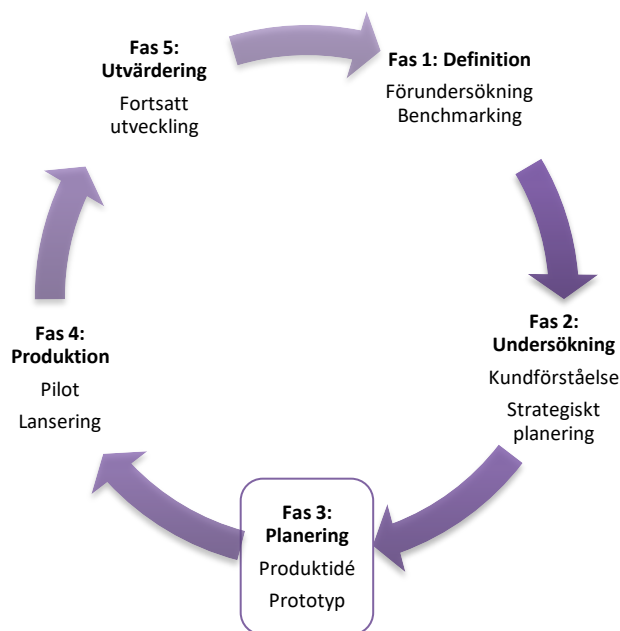 Fas 1: Definition
Förundersökning
Benchmarking
Fas 2:
Undersökning
Kundförståelse
Strategiskt
planering
Fas 3:
Planering
Produktidé
Prototyp
Fas 4:
Produktion
Pilot
Lansering
Fas 5:
Utvärdering
Fortsatt
utveckling